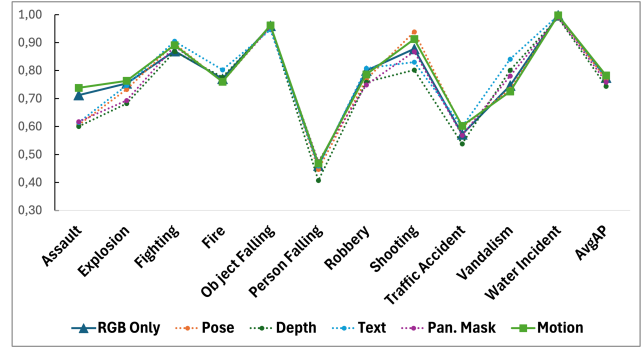 1,00
0,90
0,80
0,70
0,60
0,50
0,40
0,30
Assault
Explosion
Fighting
Fire
Object Falling
Person Falling
Robbery
Shooting
Traffic Accident
Vandalism
Water Incident
AvgAP
RGB Only Pose Depth Text Pan. Mask Motion